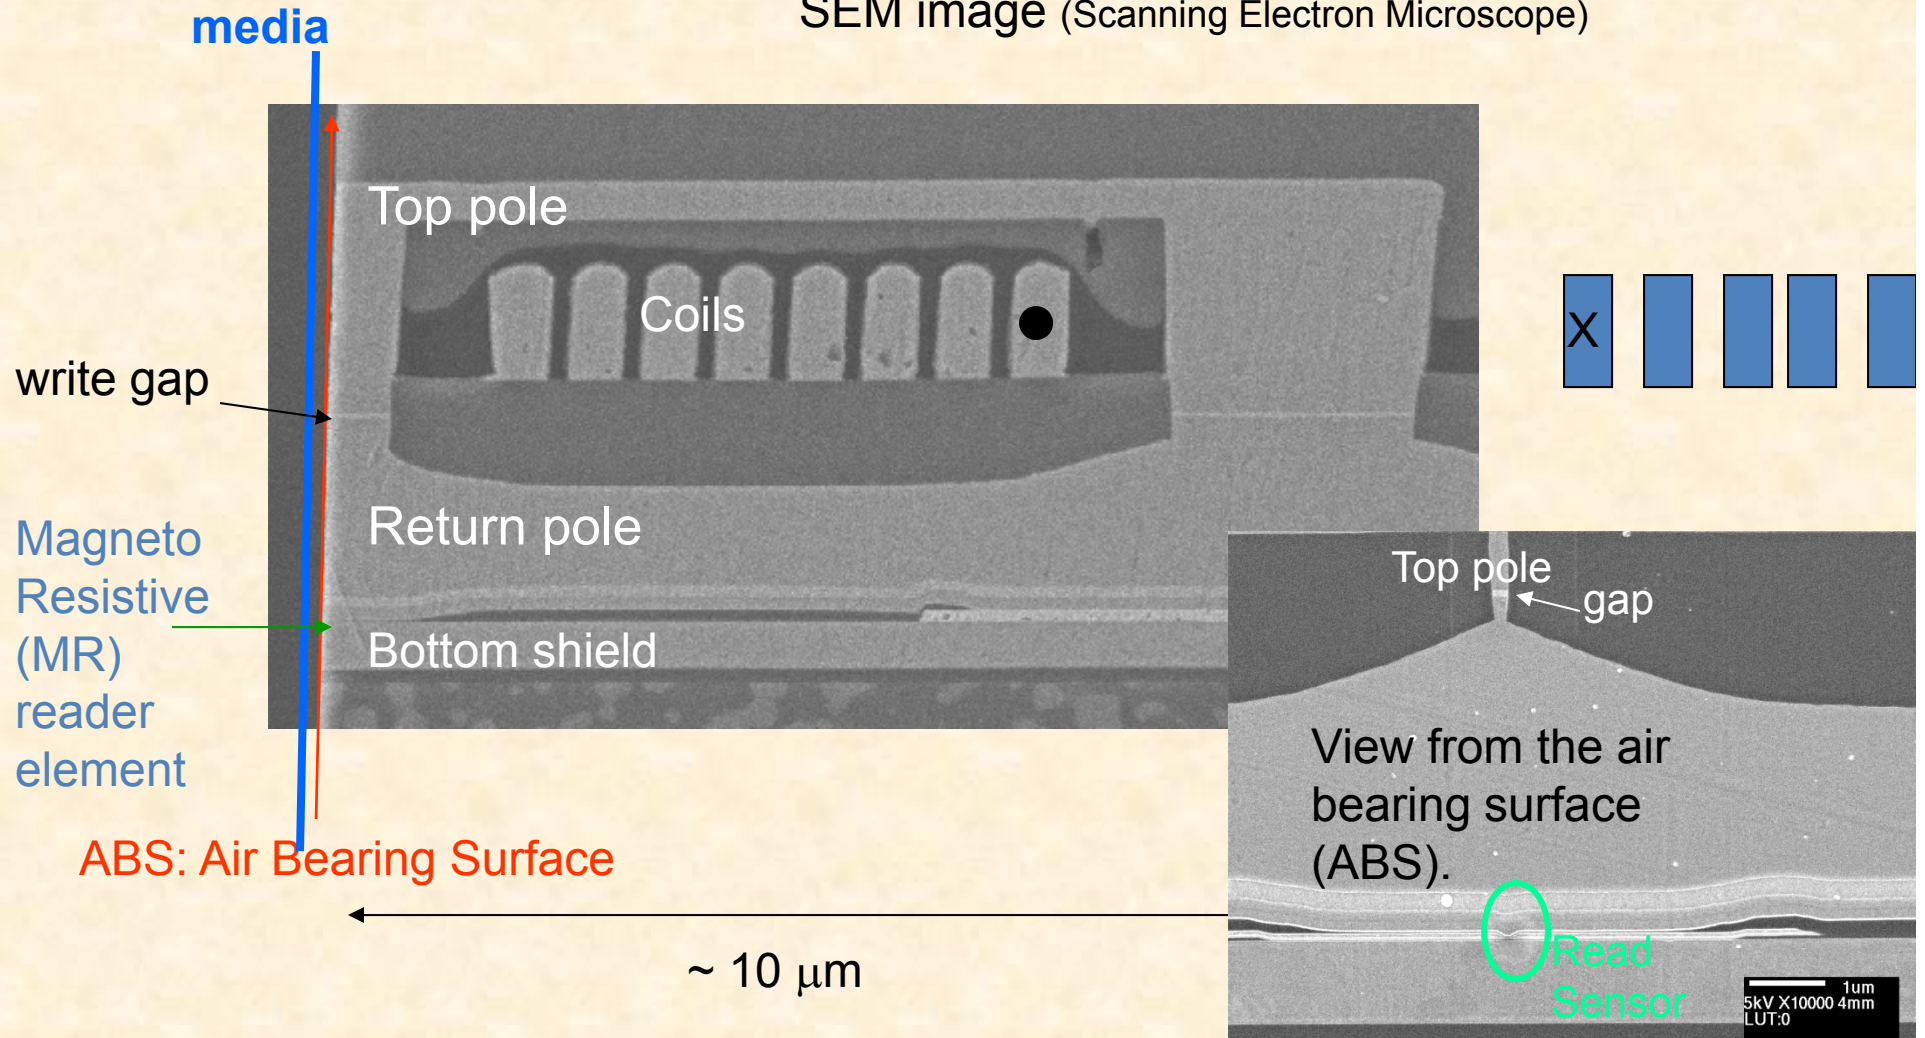 SEM image (Scanning Electron Microscope)
media
Top pole
Coils
X
write gap
Return pole
Magneto
Resistive
(MR)
reader
element
Bottom shield
Top pole
gap
View from the air
bearing surface
(ABS).
ABS: Air Bearing Surface
~ 10 μm
Read
Sensor
1um
5kV X10000 4mm
LUT:0